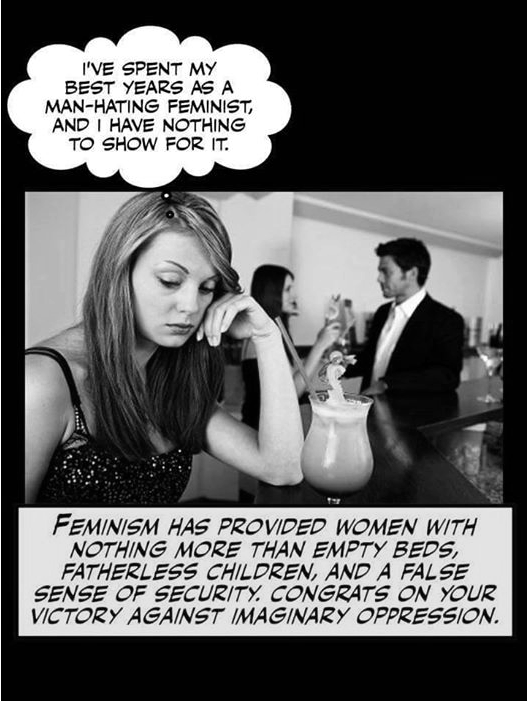 I'VE SPENT MY
BEST YEARS AS A
MAN-HATING FEMINIST,
AND I HAVE NOTHING
TO SHOW FOR IT.
FEMINISM HAS PROVIDED WOMEN WITH
NOTHING MORE THAN EMPTY BEDS,
FATHERLESS CHILDREN, AND A FALSE
SENSE OF SECURITY. CONGRATS ON YOUR
VICTORY AGAINST IMAGINARY OPPRESSION.